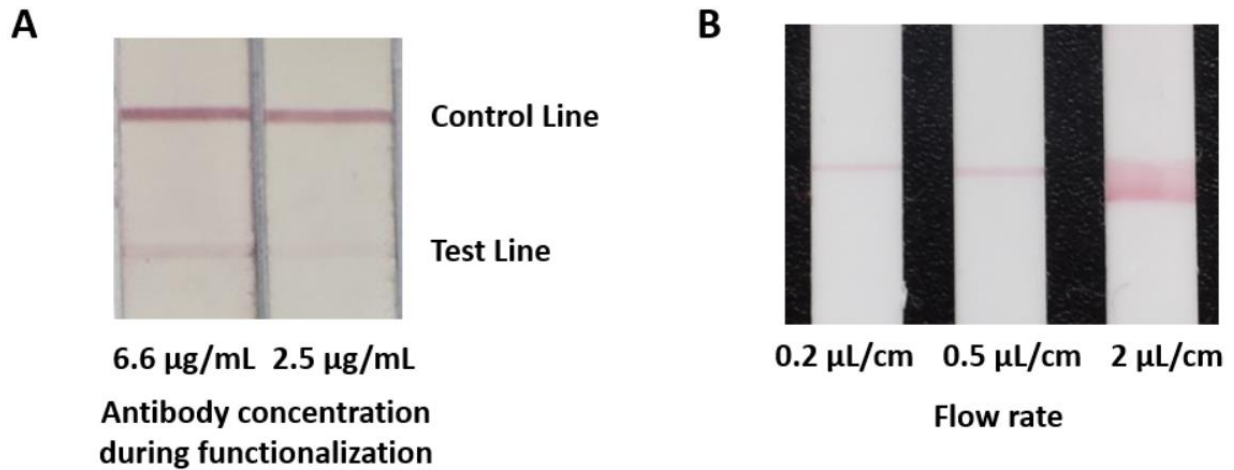 A
B
Control Line
Test Line
6.6 µg/mL 2.5 µg/mL
Antibody concentration
during functionalization
0.2 µL/cm 0.5 µL/cm 2 µL/cm
Flow rate